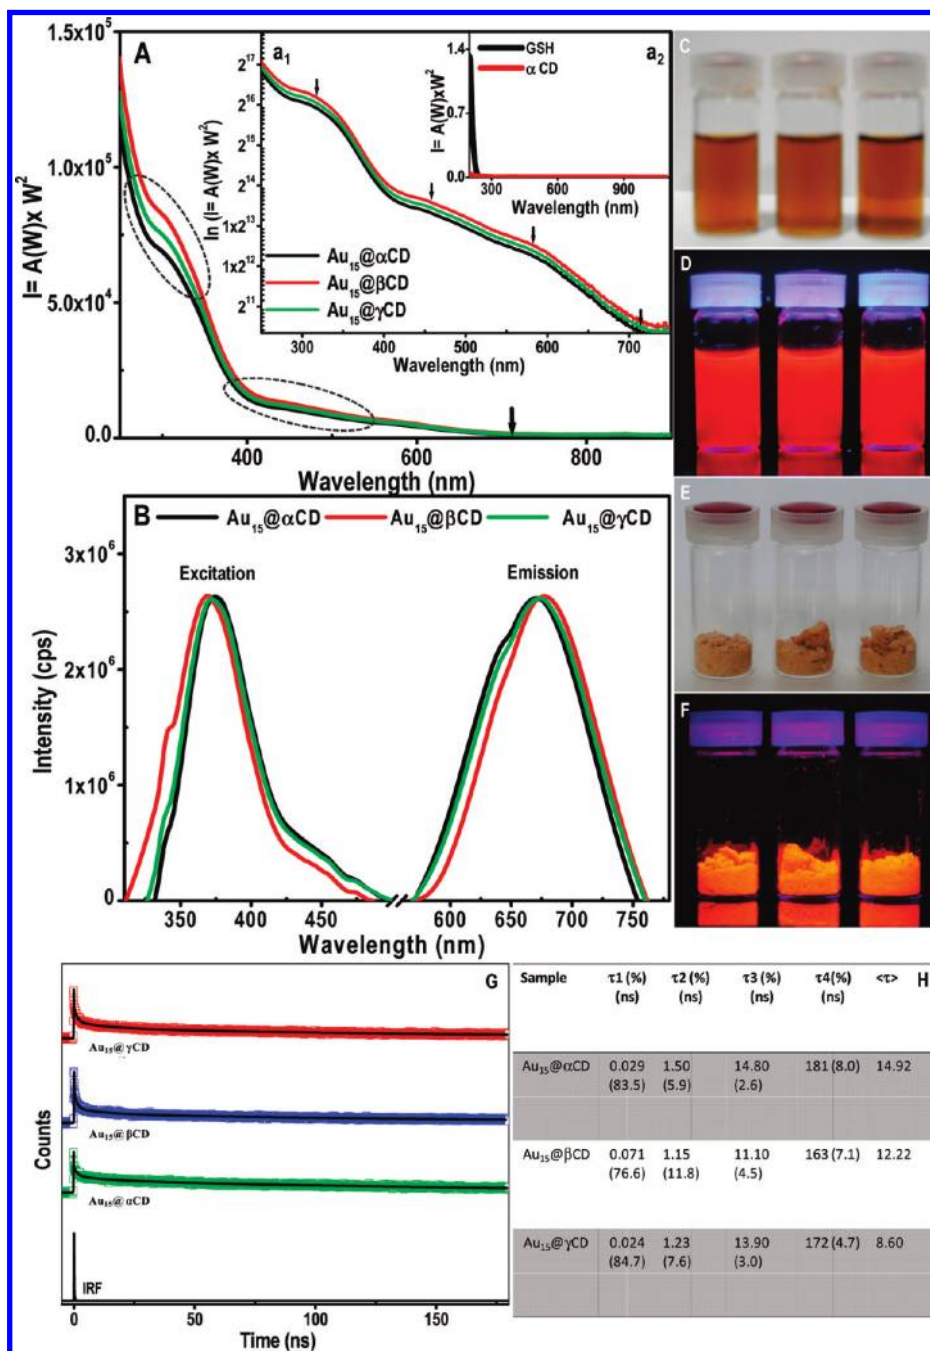 A
I= A(W)x W²
1.5x10⁵
1.0x10⁵
5.0x10⁴
0.0
400
600
800
Wavelength (nm)
a₁
ln (I= A(W)x W²)
2¹⁷
2¹⁶
2¹⁵
2¹⁴
1x2¹³
1x2¹²
2¹¹
Au₁₅@αCD
Au₁₅@βCD
Au₁₅@γCD
300
400
500
600
700
Wavelength (nm)
a₂
I= A(W)xW²
1.4
0.7
0.0
GSH
α CD
300
600
900
Wavelength (nm)
B
Au₁₅@αCD
Au₁₅@βCD
Au₁₅@γCD
Intensity (cps)
3x10⁶
2x10⁶
1x10⁶
0
Excitation
Emission
350
400
450
600
650
700
750
Wavelength (nm)
C
D
E
F
G
Counts
Au₁₅@γCD
Au₁₅@βCD
Au₁₅@αCD
IRF
0
50
100
150
Time (ns)
H
Sample τ1 (%) τ2 (%) τ3 (%) τ4(%) <τ>
(ns) (ns) (ns) (ns)
Au₁₅@αCD 0.029 1.50 14.80 181 (8.0) 14.92
(83.5) (5.9) (2.6)
Au₁₅@βCD 0.071 1.15 11.10 163 (7.1) 12.22
(76.6) (11.8) (4.5)
Au₁₅@γCD 0.024 1.23 13.90 172 (4.7) 8.60
(84.7) (7.6) (3.0)